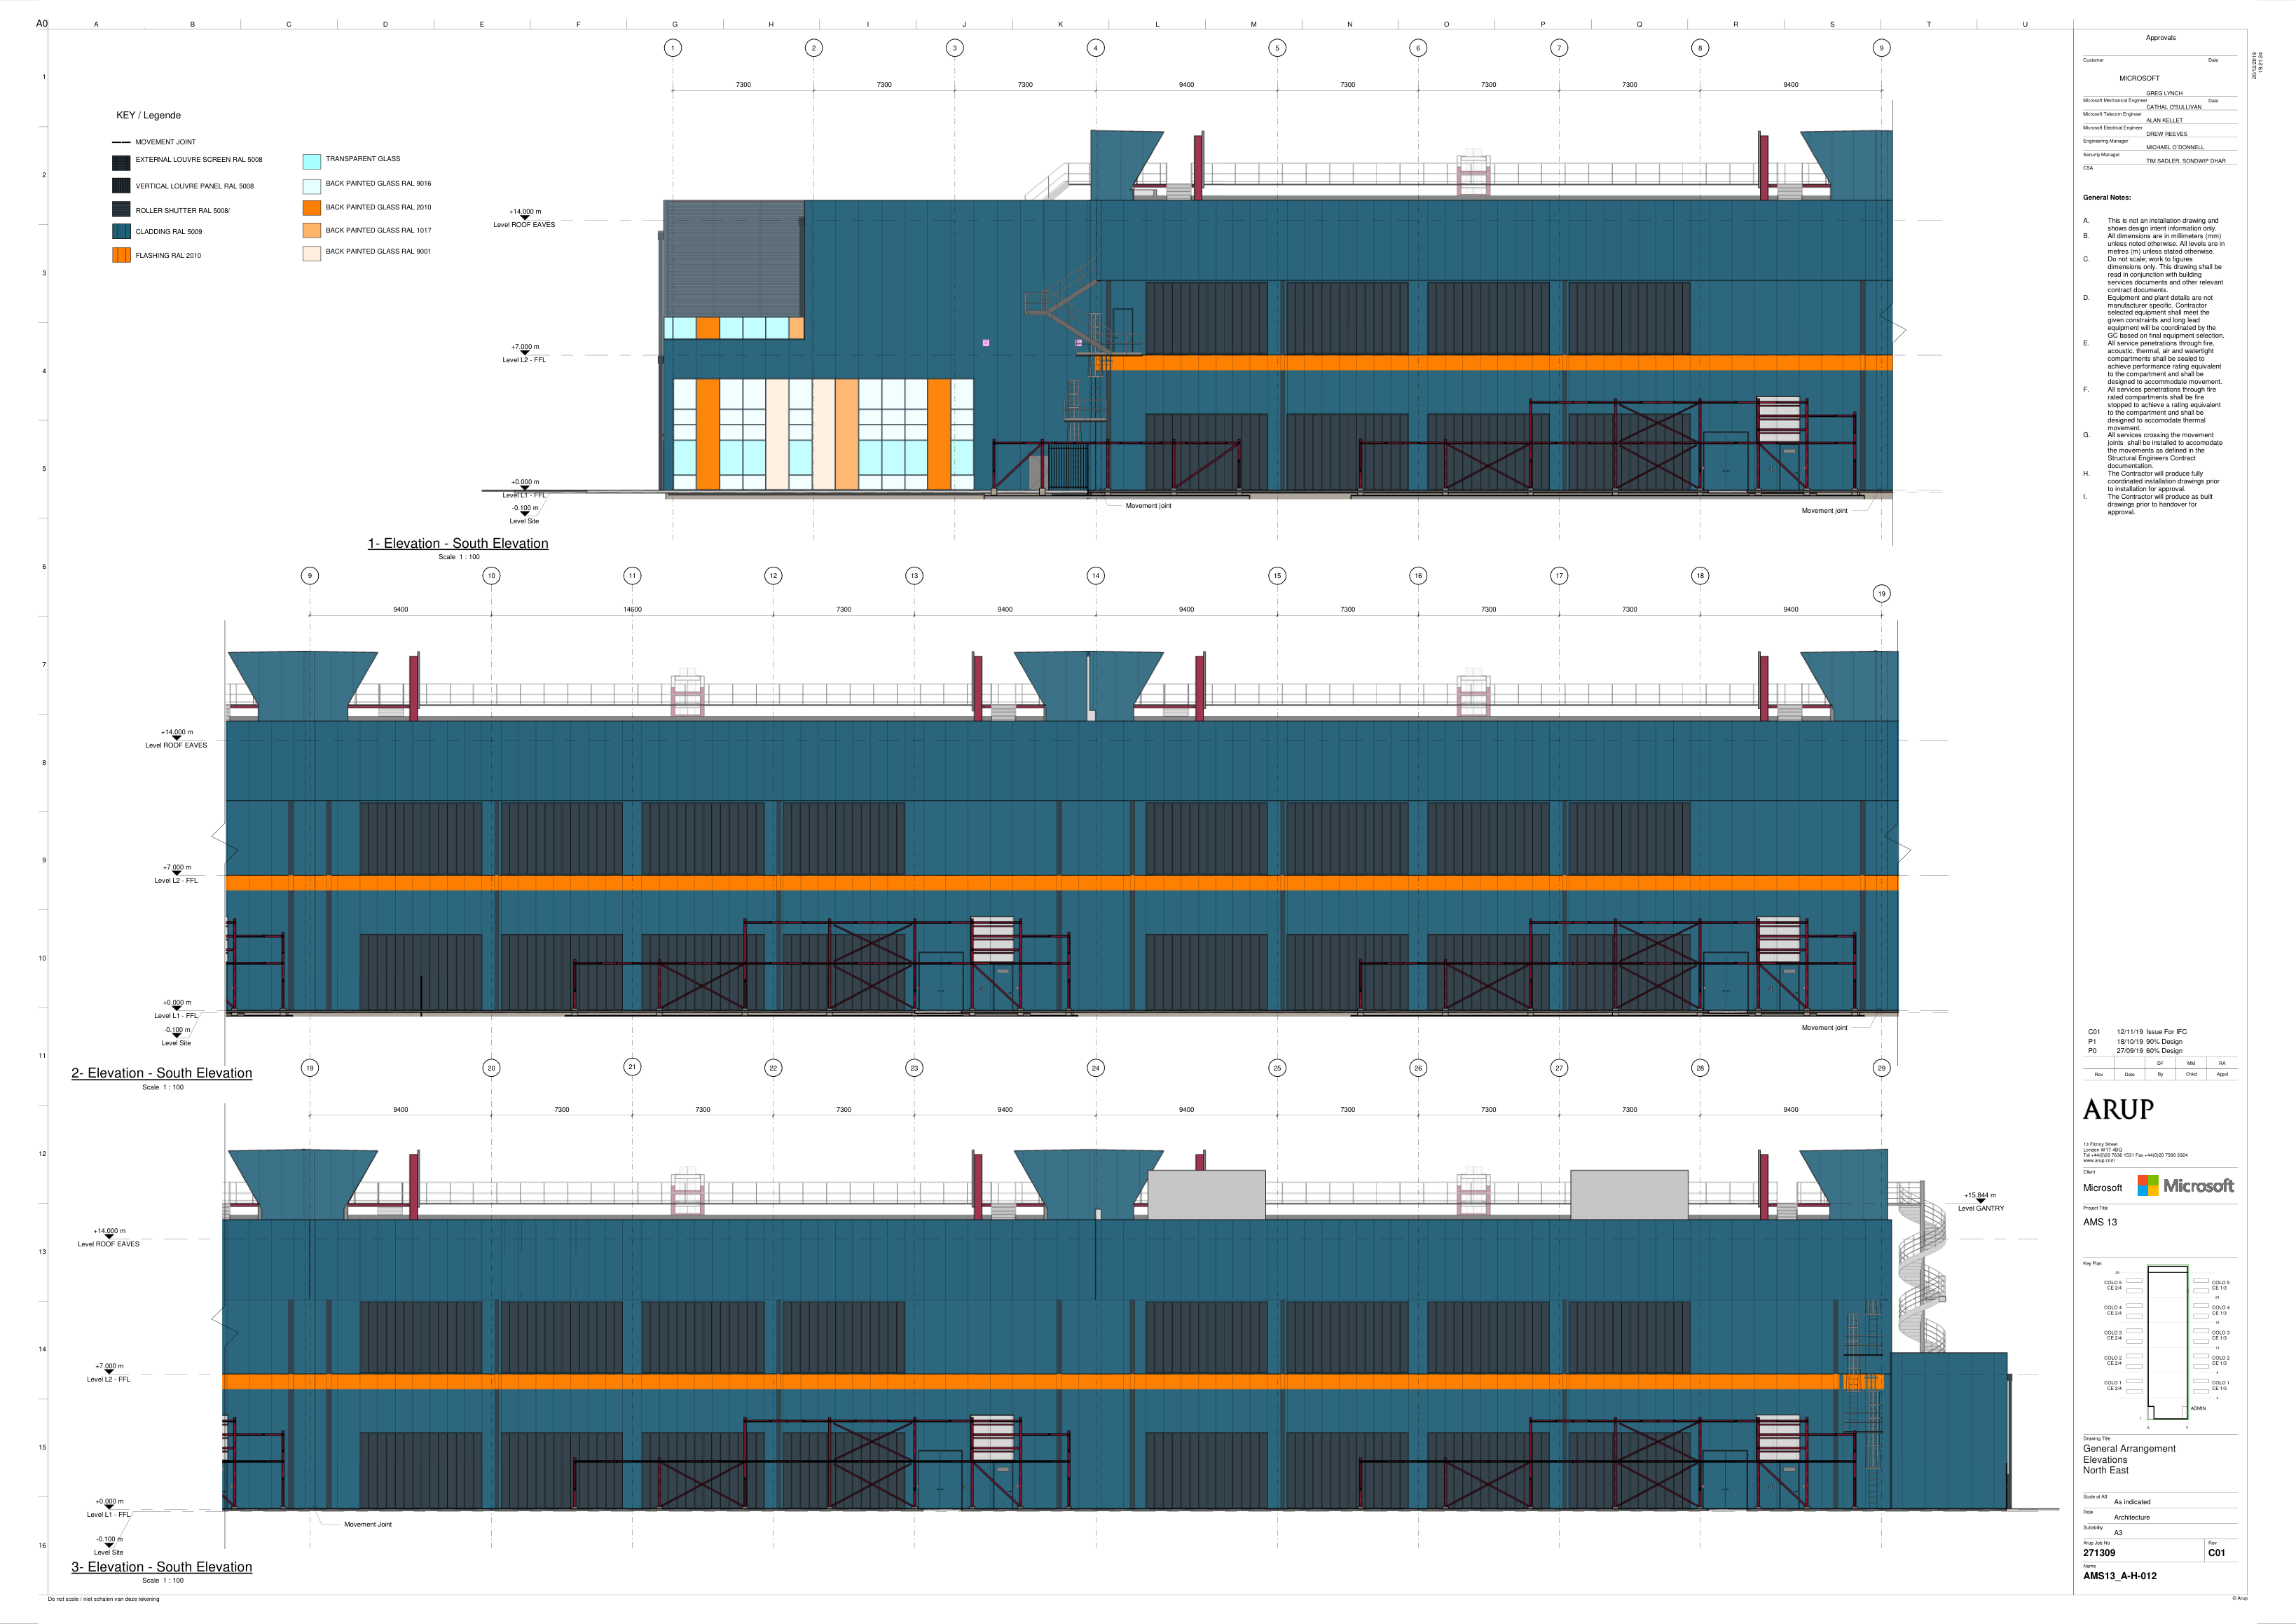 A0
A B C D E F G H I J K L M N O P Q R S T U
1
2
3
4
5
6
7
8
9
10
11
12
13
14
15
16
KEY / Legende
MOVEMENT JOINT
EXTERNAL LOUVRE SCREEN RAL 5008
VERTICAL LOUVRE PANEL RAL 5008
ROLLER SHUTTER RAL 5008/
CLADDING RAL 5009
FLASHING RAL 2010
TRANSPARENT GLASS
BACK PAINTED GLASS RAL 9016
BACK PAINTED GLASS RAL 2010
BACK PAINTED GLASS RAL 1017
BACK PAINTED GLASS RAL 9001
1 2 3 4 5 6 7 8 9
7300 7300 7300 9400 7300 7300 7300 9400
+14.000 m
Level ROOF EAVES
+7.000 m
Level L2 - FFL
+0.000 m
Level L1 - FFL
-0.100 m
Level Site
Movement joint
Movement joint
1- Elevation - South Elevation
Scale 1 : 100
9 10 11 12 13 14 15 16 17 18 19
9400 14600 7300 9400 9400 7300 7300 7300 9400
+14.000 m
Level ROOF EAVES
+7.000 m
Level L2 - FFL
+0.000 m
Level L1 - FFL
-0.100 m
Level Site
Movement joint
2- Elevation - South Elevation
Scale 1 : 100
19 20 21 22 23 24 25 26 27 28 29
9400 7300 7300 7300 9400 9400 7300 7300 7300 9400
+15.844 m
Level GANTRY
+14.000 m
Level ROOF EAVES
+7.000 m
Level L2 - FFL
+0.000 m
Level L1 - FFL
-0.100 m
Level Site
Movement Joint
3- Elevation - South Elevation
Scale 1 : 100
Do not scale / niet schalen van deze tekening
20/12/2019
19:21:24
Approvals
Customer Date
MICROSOFT
GREG LYNCH
Microsoft Mechanical Engineer Date
CATHAL O'SULLIVAN
Microsoft Telecom Engineer
ALAN KELLET
Microsoft Electrical Engineer
DREW REEVES
Engineering Manager
MICHAEL O'DONNELL
Security Manager
TIM SADLER, SONDWIP DHAR
CSA
General Notes:
A. This is not an installation drawing and
shows design intent information only.
B. All dimensions are in millimeters (mm)
unless noted otherwise. All levels are in
metres (m) unless stated otherwise.
C. Do not scale; work to figures
dimensions only. This drawing shall be
read in conjunction with building
services documents and other relevant
contract documents.
D. Equipment and plant details are not
manufacturer specific. Contractor
selected equipment shall meet the
given constraints and long lead
equipment will be coordinated by the
GC based on final equipment selection.
E. All service penetrations through fire,
acoustic, thermal, air and watertight
compartments shall be sealed to
achieve performance rating equivalent
to the compartment and shall be
designed to accommodate movement.
F. All services penetrations through fire
rated compartments shall be fire
stopped to achieve a rating equivalent
to the compartment and shall be
designed to accomodate thermal
movement.
G. All services crossing the movement
joints shall be installed to accomodate
the movements as defined in the
Structural Engineers Contract
documentation.
H. The Contractor will produce fully
coordinated installation drawings prior
to installation for approval.
I. The Contractor will produce as built
drawings prior to handover for
approval.
C01 12/11/19 Issue For IFC
P1 18/10/19 90% Design
P0 27/09/19 60% Design
DF MM RA
Rev Date By Chkd Appd
ARUP
13 Fitzroy Street
London W1T 4BQ
Tel +44(0)20 7636 1531 Fax +44(0)20 7580 3924
www.arup.com
Client
Microsoft Microsoft
Project Title
AMS 13
Key Plan
COLO 5
CE 2/4
COLO 5
CE 1/3
COLO 4
CE 2/4
COLO 4
CE 1/3
COLO 3
CE 2/4
COLO 3
CE 1/3
COLO 2
CE 2/4
COLO 2
CE 1/3
COLO 1
CE 2/4
COLO 1
CE 1/3
ADMIN
Drawing Title
General Arrangement
Elevations
North East
Scale at A0
As indicated
Role
Architecture
Suitability
A3
Arup Job No Rev
271309 C01
Name
AMS13_A-H-012
© Arup